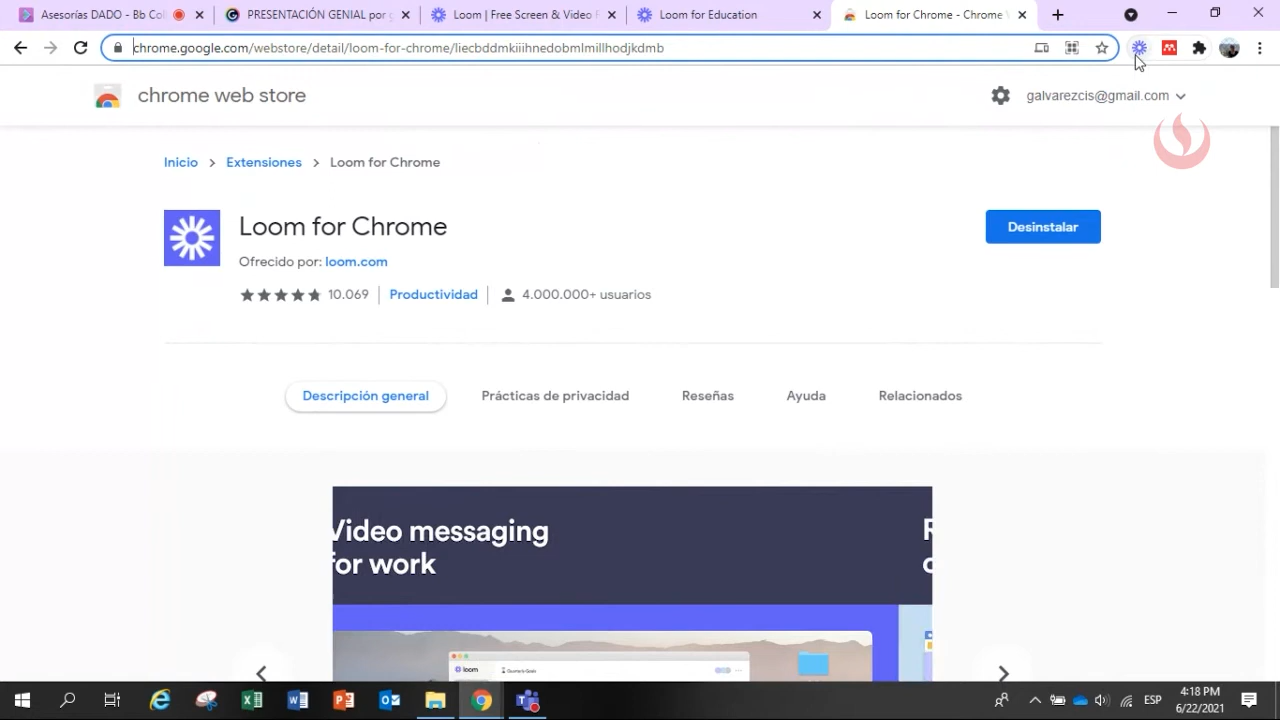 Asesorías DADO - Bb Coll
PRESENTACIÓN GENIAL por g
Loom | Free Screen & Video R
Loom for Education
Loom for Chrome - Chrome W
chrome.google.com/webstore/detail/loom-for-chrome/liecbddmkiiihnedobmlmillhodjkdmb
chrome web store
galvarezcis@gmail.com
Inicio > Extensiones > Loom for Chrome
Loom for Chrome
Desinstalar
Ofrecido por: loom.com
10.069 | Productividad | 4.000.000+ usuarios
Descripción general
Prácticas de privacidad
Reseñas
Ayuda
Relacionados
Video messaging
for work
loom
ESP
4:18 PM
6/22/2021